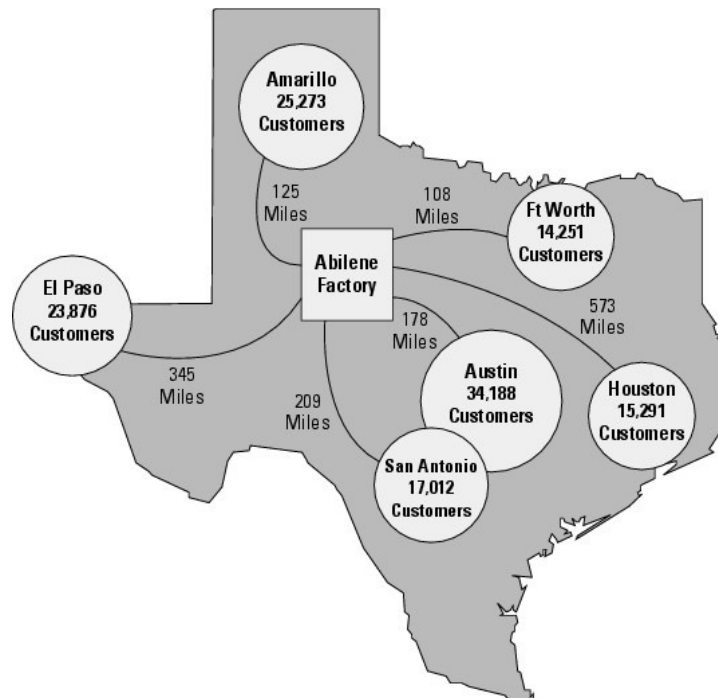 Amarillo
25,273
Customers
125
Miles
108
Miles
Ft Worth
14,251
Customers
Abilene
Factory
El Paso
23,876
Customers
573
Miles
178
Miles
345
Miles
Austin
34,188
Customers
Houston
15,291
Customers
209
Miles
San Antonio
17,012
Customers